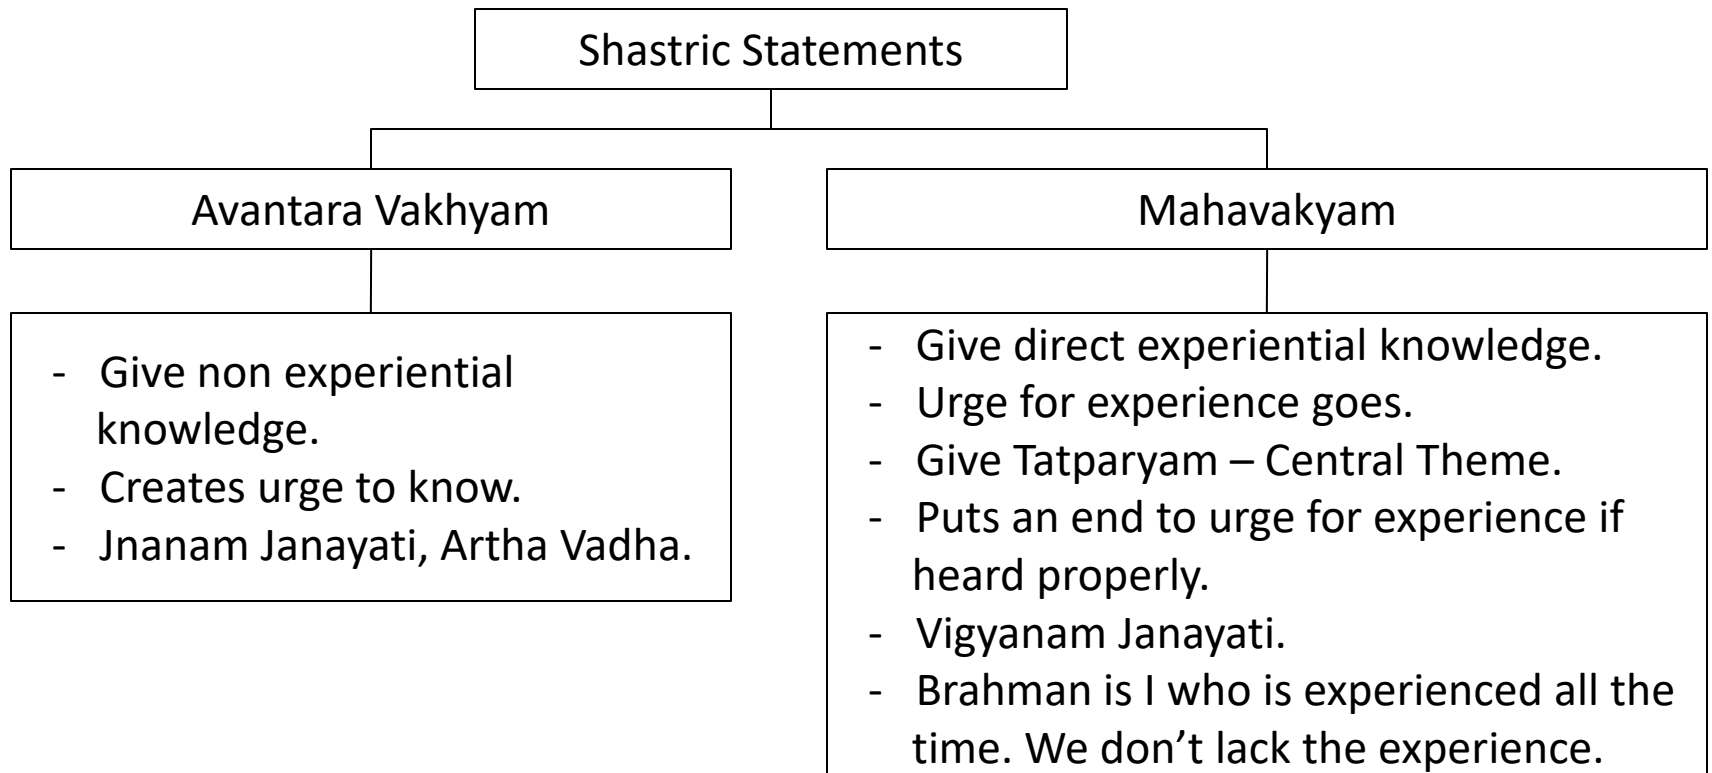 Shastric Statements
Avantara Vakhyam
- Give non experiential
knowledge.
- Creates urge to know.
- Jnanam Janayati, Artha Vadha.
Mahavakyam
- Give direct experiential knowledge.
- Urge for experience goes.
- Give Tatparyam – Central Theme.
- Puts an end to urge for experience if
heard properly.
- Vigyanam Janayati.
- Brahman is I who is experienced all the
time. We don’t lack the experience.